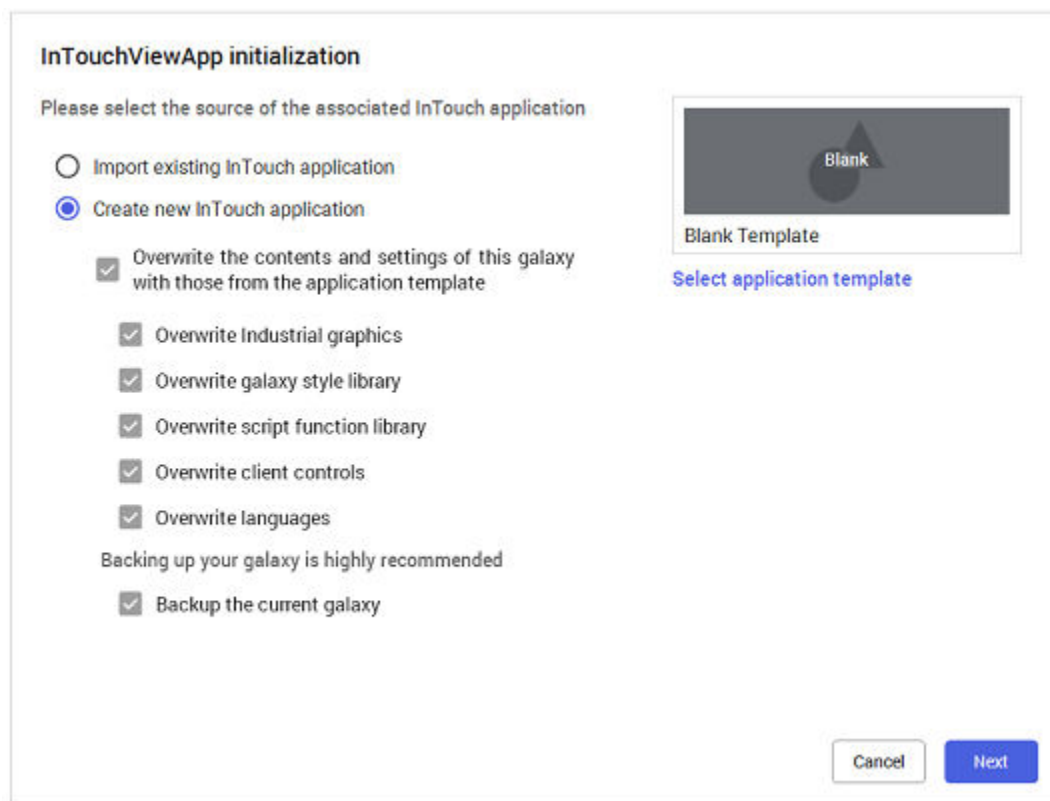 InTouchViewApp initialization
Please select the source of the associated InTouch application
Import existing InTouch application
Create new InTouch application
Overwrite the contents and settings of this galaxy
with those from the application template
Overwrite Industrial graphics
Overwrite galaxy style library
Overwrite script function library
Overwrite client controls
Overwrite languages
Backing up your galaxy is highly recommended
Backup the current galaxy
Blank
Blank Template
Select application template
Cancel
Next